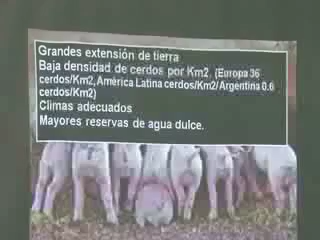 Grandes extensión de tierra
Baja densidad de cerdos por Km2. (Europa 36
cerdos/Km2,América Latina cerdos/Km2/Argentina 0.6
cerdos/Km2)
Climas adecuados
Mayores reservas de agua dulce.